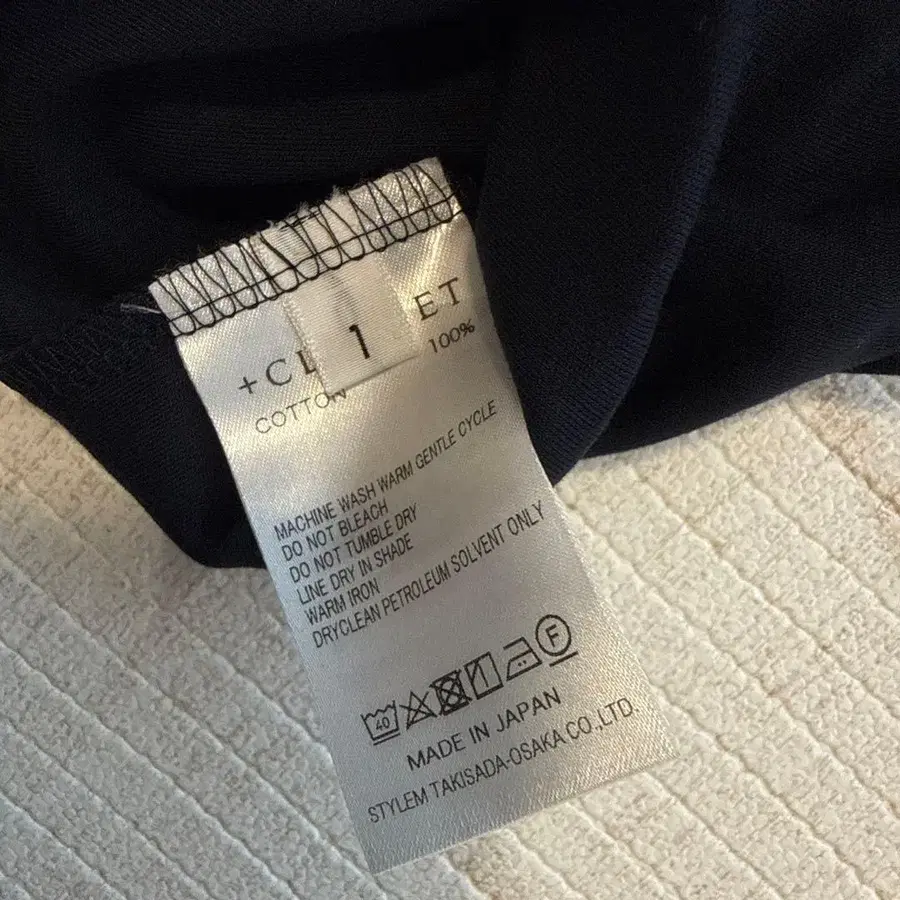 1
+CL ET
COTTON 100%
MACHINE WASH WARM GENTLE CYCLE
DO NOT BLEACH
DO NOT TUMBLE DRY
LINE DRY IN SHADE
WARM IRON
DRYCLEAN PETROLEUM SOLVENT ONLY
40 F
MADE IN JAPAN
STYLEM TAKISADA-OSAKA CO.,LTD.